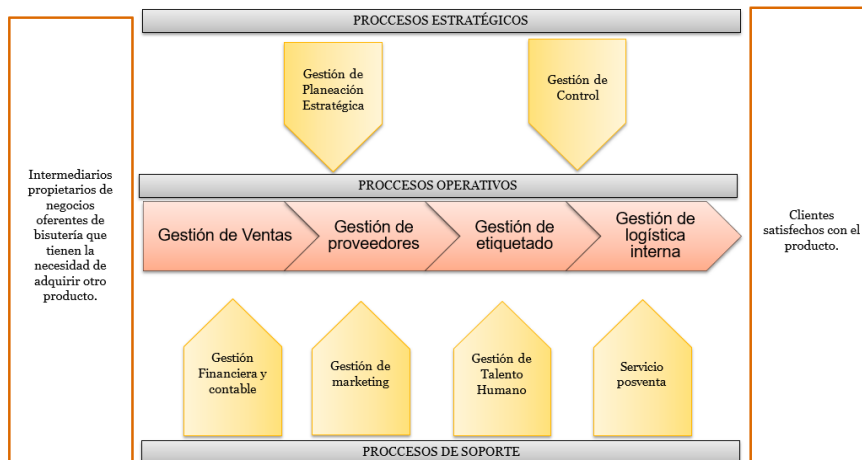 PROCCESOS ESTRATÉGICOS
Gestión de
Planeación
Estratégica
Gestión de
Control
Intermediarios
propietarios de
negocios
oferentes de
bisutería que
tienen la
necesidad de
adquirir otro
producto.
PROCCESOS OPERATIVOS
Gestión de Ventas
Gestión de
proveedores
Gestión de
etiquetado
Gestión de
logística
interna
Clientes
satisfechos con el
producto.
Gestión
Financiera y
contable
Gestión de
marketing
Gestión de
Talento
Humano
Servicio
posventa
PROCCESOS DE SOPORTE